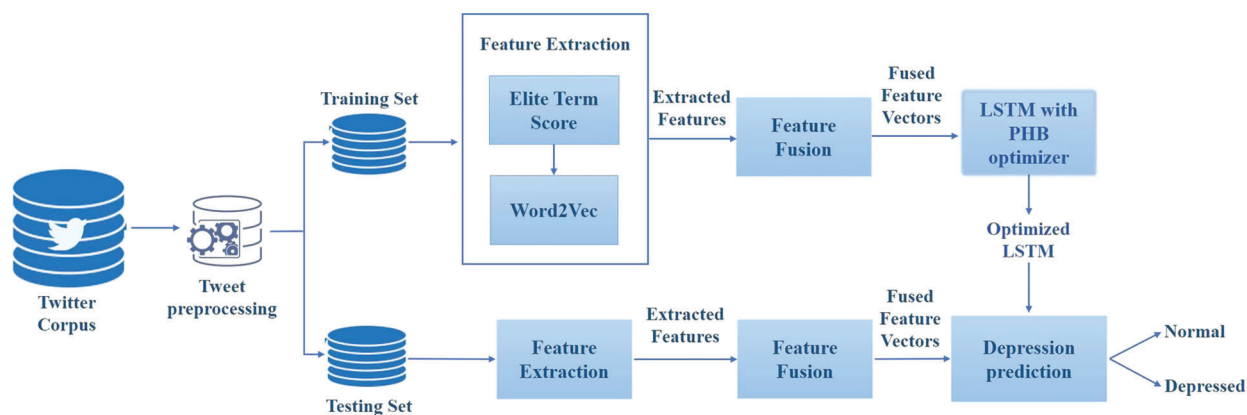 Twitter
Corpus
Tweet
preprocessing
Training Set
Feature Extraction
Elite Term
Score
Word2Vec
Extracted
Features
Feature
Fusion
Fused
Feature
Vectors
LSTM with
PHB
optimizer
Optimized
LSTM
Testing Set
Feature
Extraction
Extracted
Features
Feature
Fusion
Fused
Feature
Vectors
Depression
prediction
Normal
Depressed